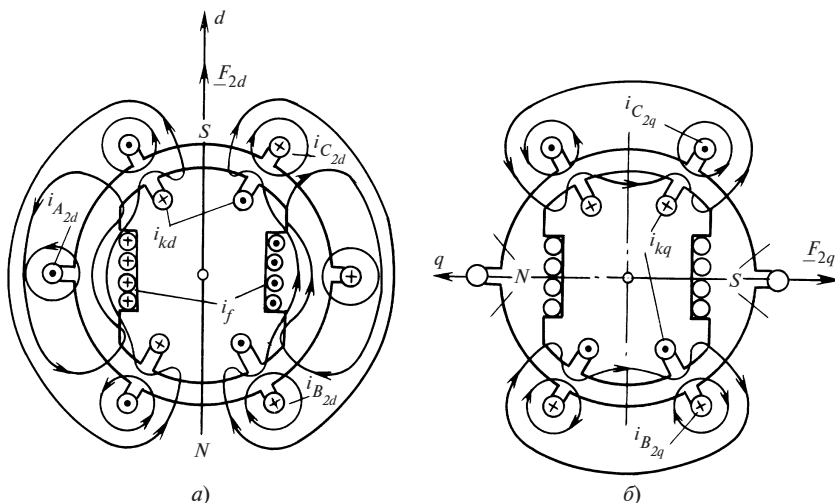 d
F2d
S
iC2d
iA2d
ikd
if
iB2d
N
а)
iC2q
ikq
q
N
S
F2q
iB2q
б)